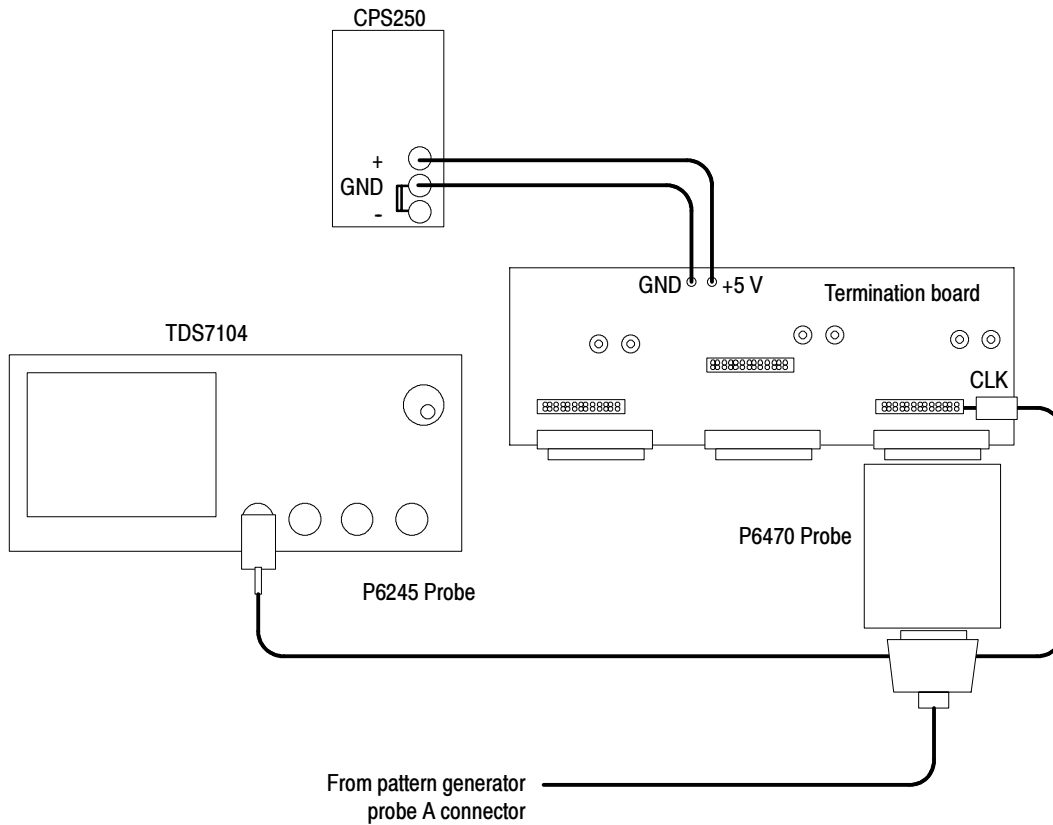 CPS250
+
GND
-
GND
+5 V
Termination board
TDS7104
CLK
P6470 Probe
P6245 Probe
From pattern generator
probe A connector